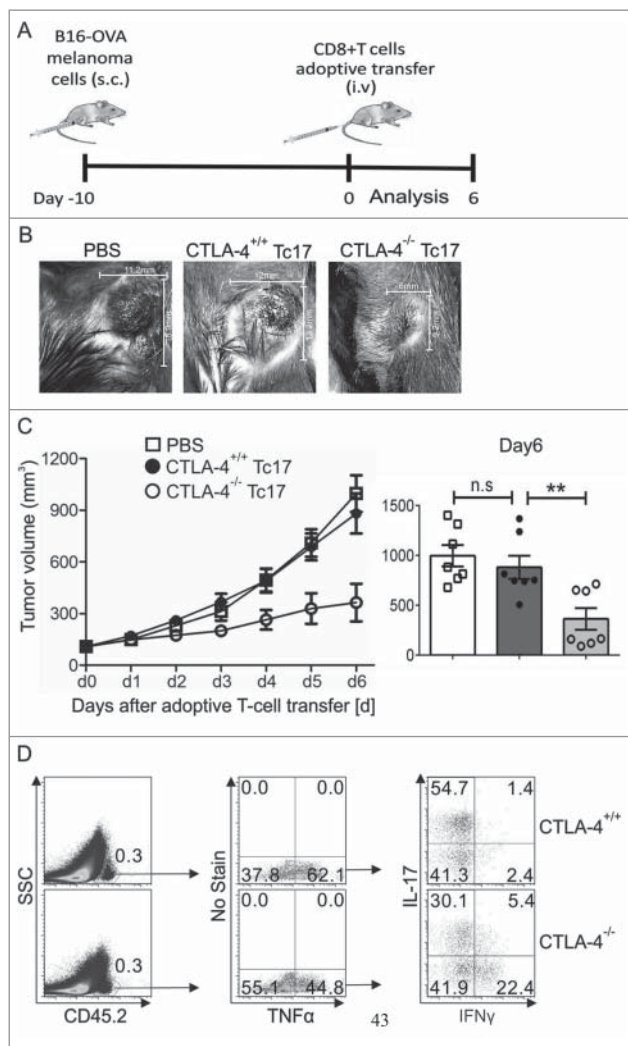 A
B16-OVA
melanoma
cells (s.c.)
CD8+T cells
adoptive transfer
(i.v)
Day -10
0
Analysis
6
B
PBS
CTLA-4+/+ Tc17
CTLA-4-/- Tc17
11.2mm
C
PBS
CTLA-4+/+ Tc17
CTLA-4-/- Tc17
Tumor volume (mm3)
1200
900
600
300
0
d0 d1 d2 d3 d4 d5 d6
Days after adoptive T-cell transfer [d]
Day6
n.s
**
1500
1000
500
0
D
SSC
0.3
0.3
CD45.2
No Stain
0.0 0.0
37.8 62.1
0.0 0.0
55.1 44.8
TNFα
43
IL-17
54.7 1.4
41.3 2.4
CTLA-4+/+
30.1 5.4
41.9 22.4
CTLA-4-/-
IFNγ